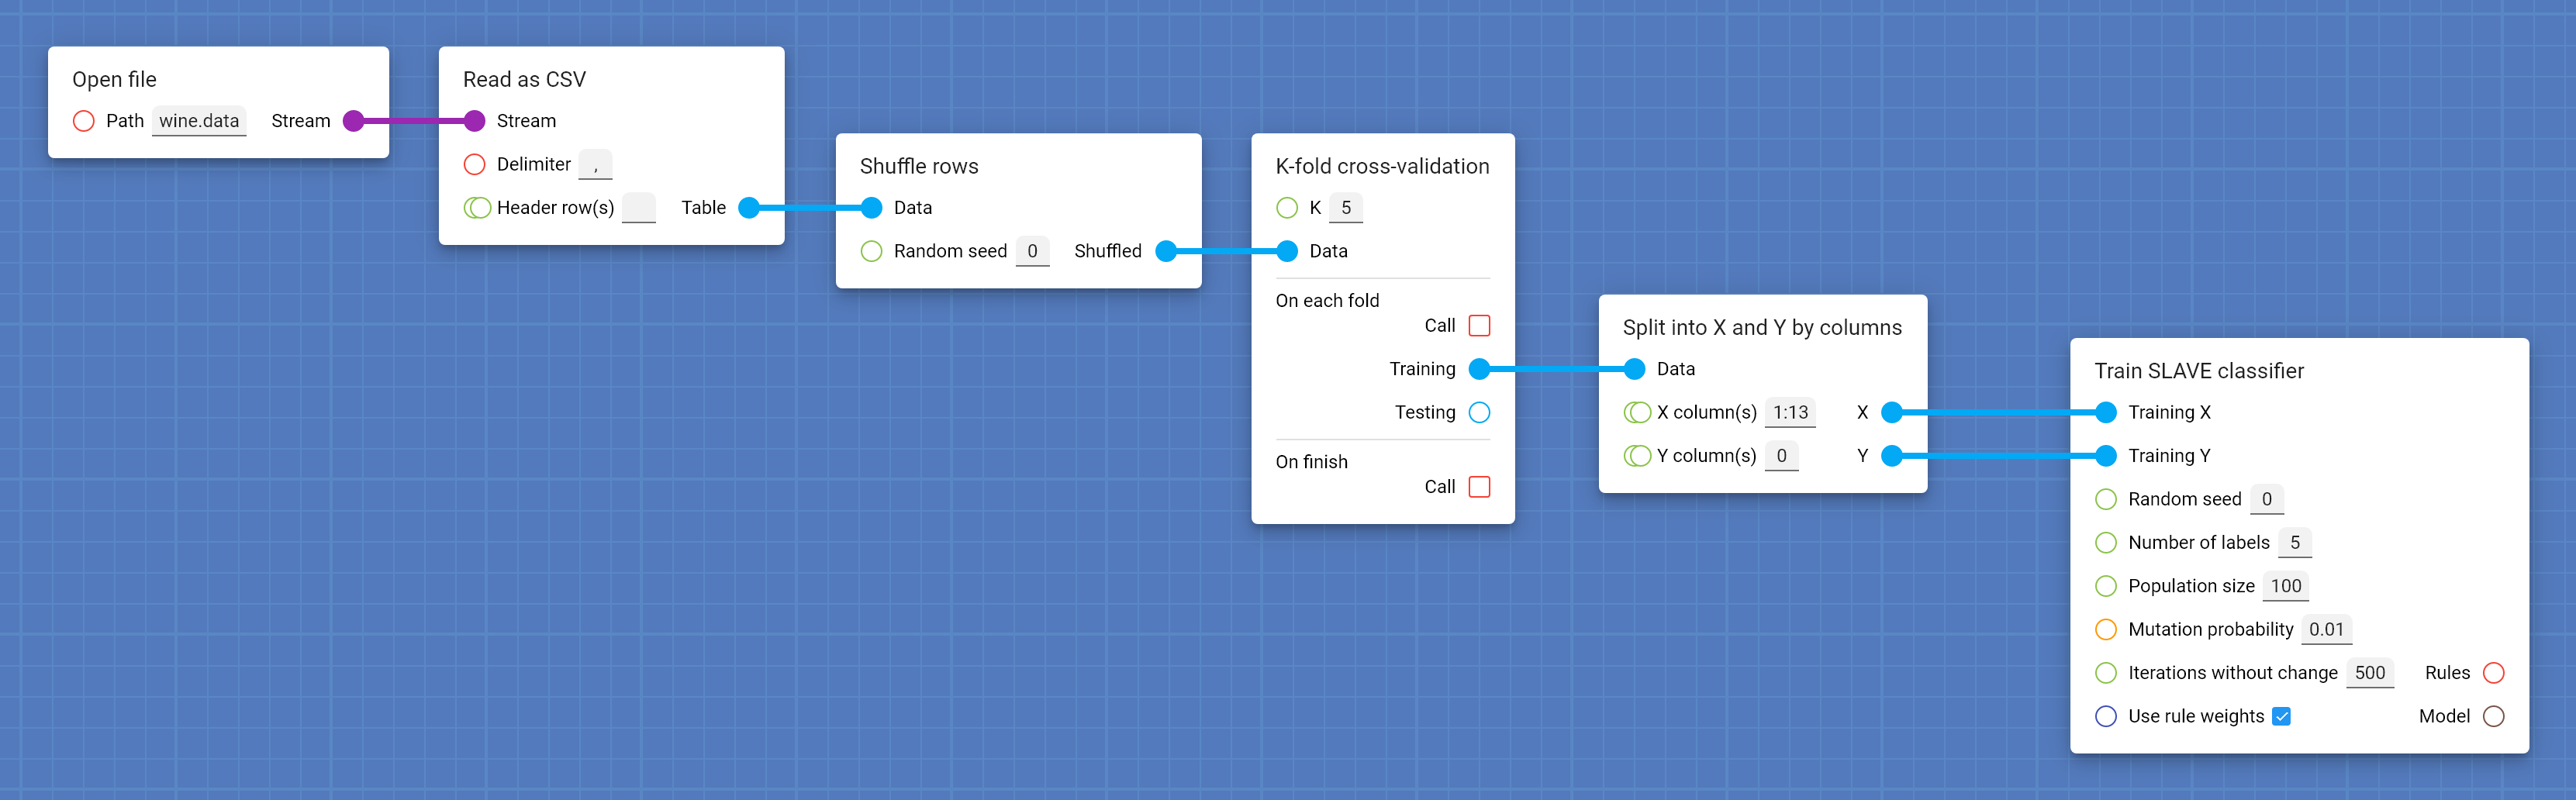 Open file
Path wine.data Stream
Read as CSV
Stream
Delimiter ,
Header row(s) Table
Shuffle rows
Data
Random seed 0 Shuffled
K-fold cross-validation
K 5
Data
On each fold
Call
Training
Testing
On finish
Call
Split into X and Y by columns
Data
X column(s) 1:13 X
Y column(s) 0 Y
Train SLAVE classifier
Training X
Training Y
Random seed 0
Number of labels 5
Population size 100
Mutation probability 0.01
Iterations without change 500 Rules
Use rule weights Model